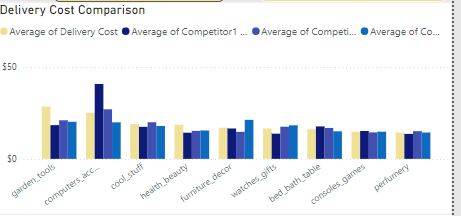 Delivery Cost Comparison
Average of Delivery Cost Average of Competitor1 ... Average of Competi... Average of Co...
$50
$0
garden_tools computers_acc... cool_stuff health_beauty furniture_decor watches_gifts bed_bath_table consoles_games perfumery